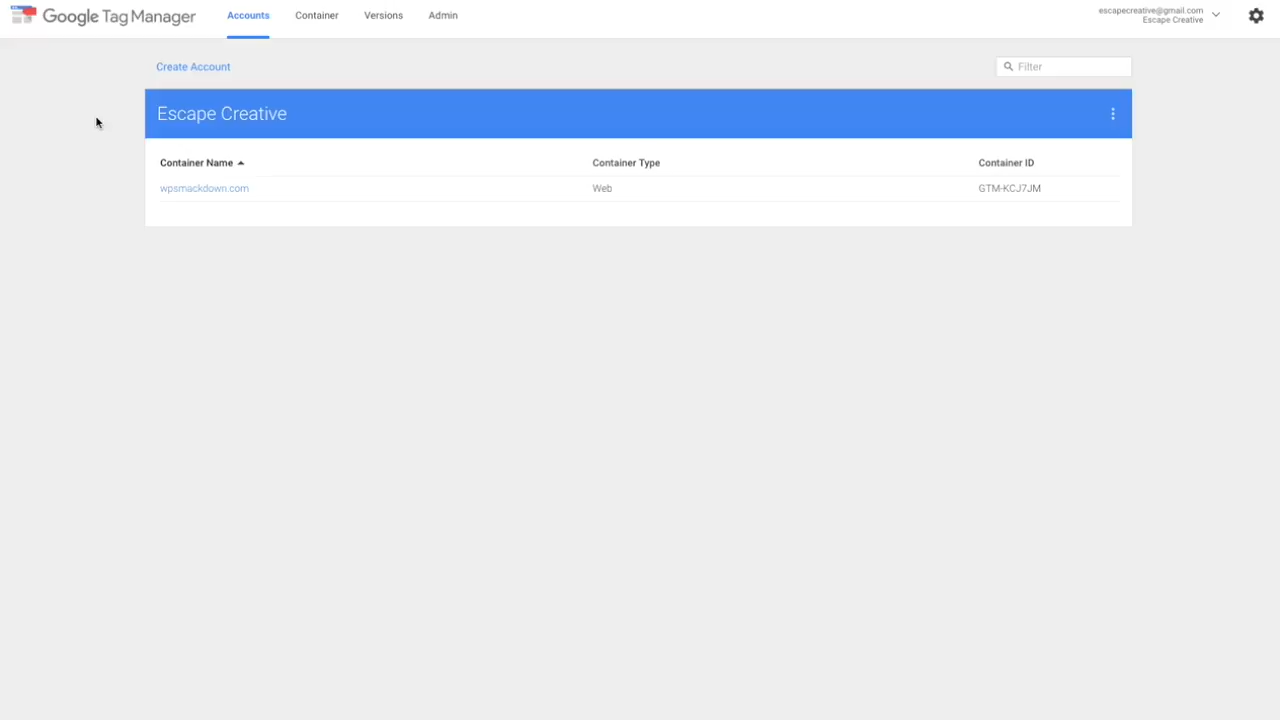 Google Tag Manager Accounts Container Versions Admin escapecreative@gmail.com
Escape Creative
Create Account Filter
Escape Creative
Container Name Container Type Container ID
wpsmackdown.com Web GTM-KCJ7JM